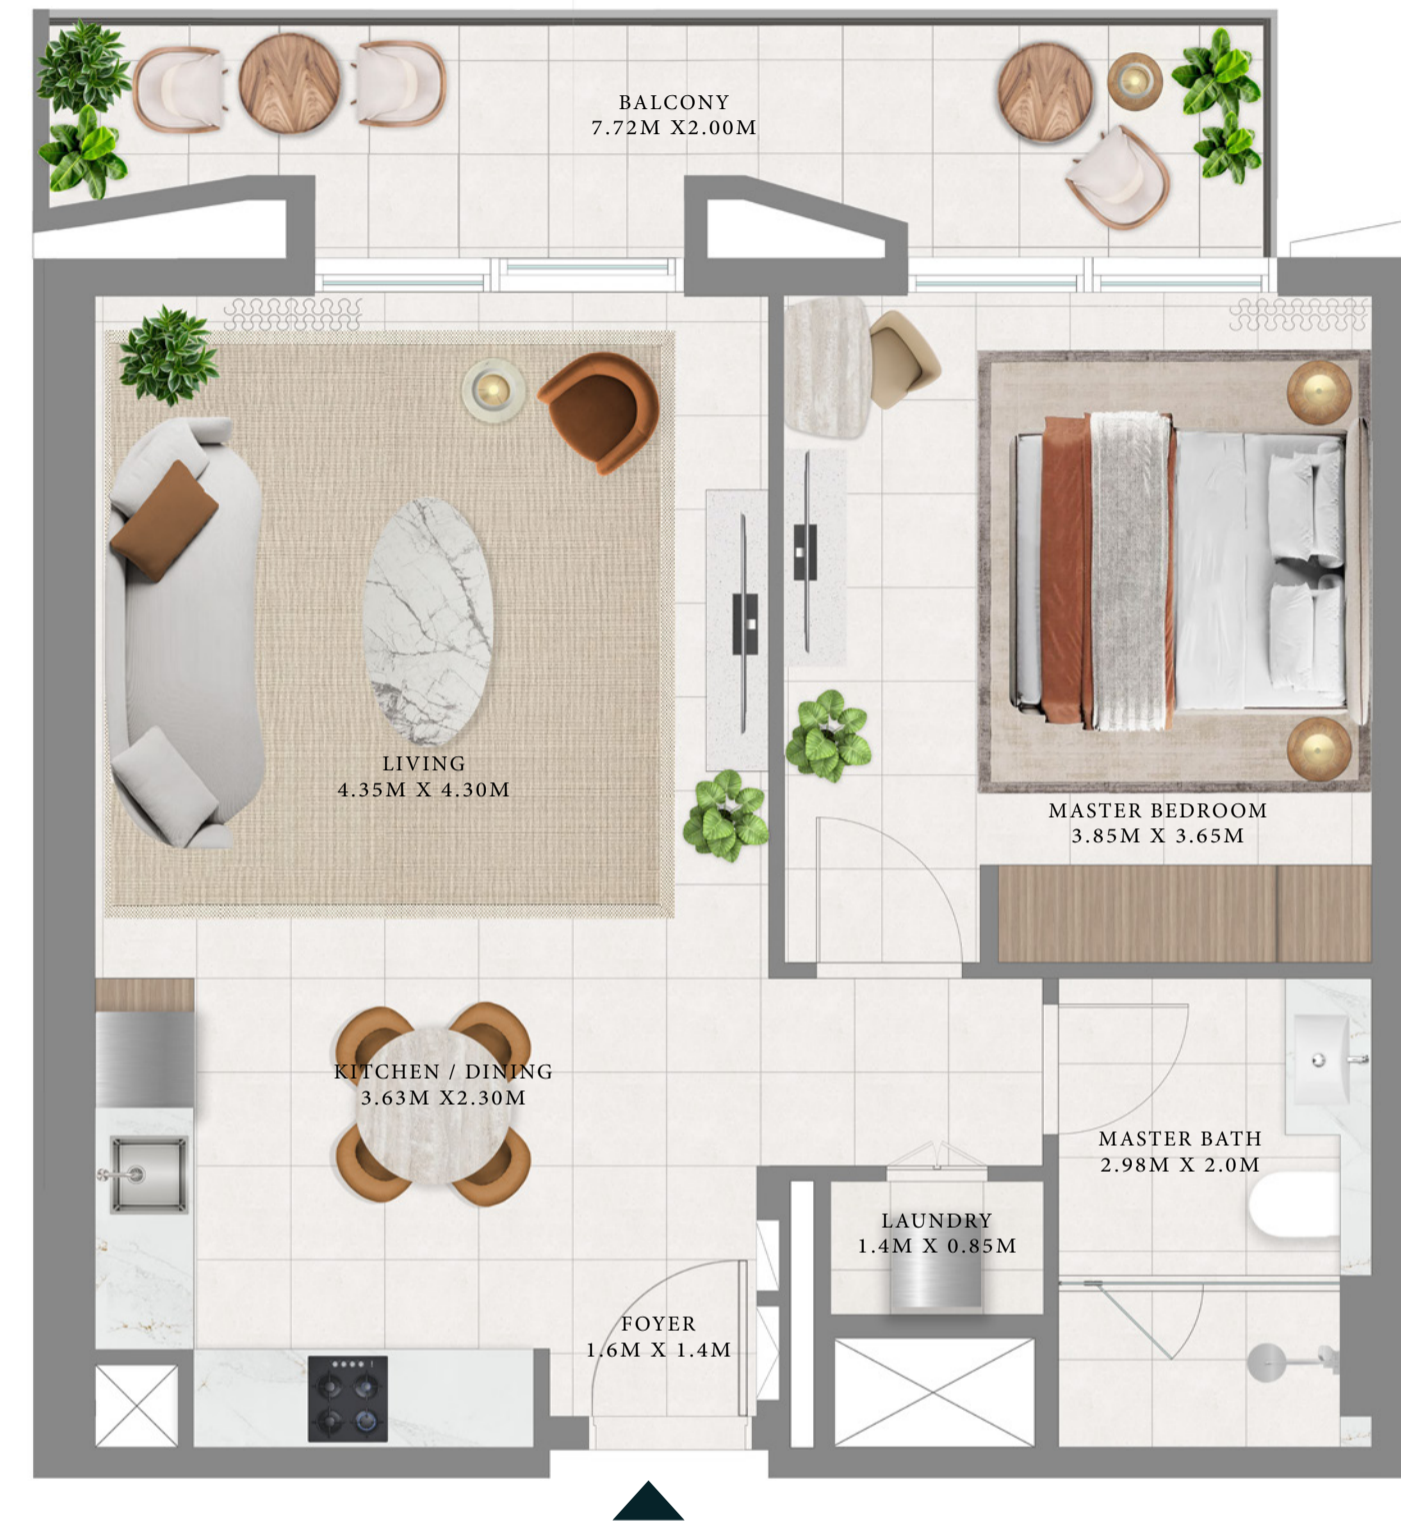 BALCONY
7.72M X2.00M
LIVING
4.35M X 4.30M
MASTER BEDROOM
3.85M X 3.65M
KITCHEN / DINING
3.63M X2.30M
MASTER BATH
2.98M X 2.0M
LAUNDRY
1.4M X 0.85M
FOYER
1.6M X 1.4M